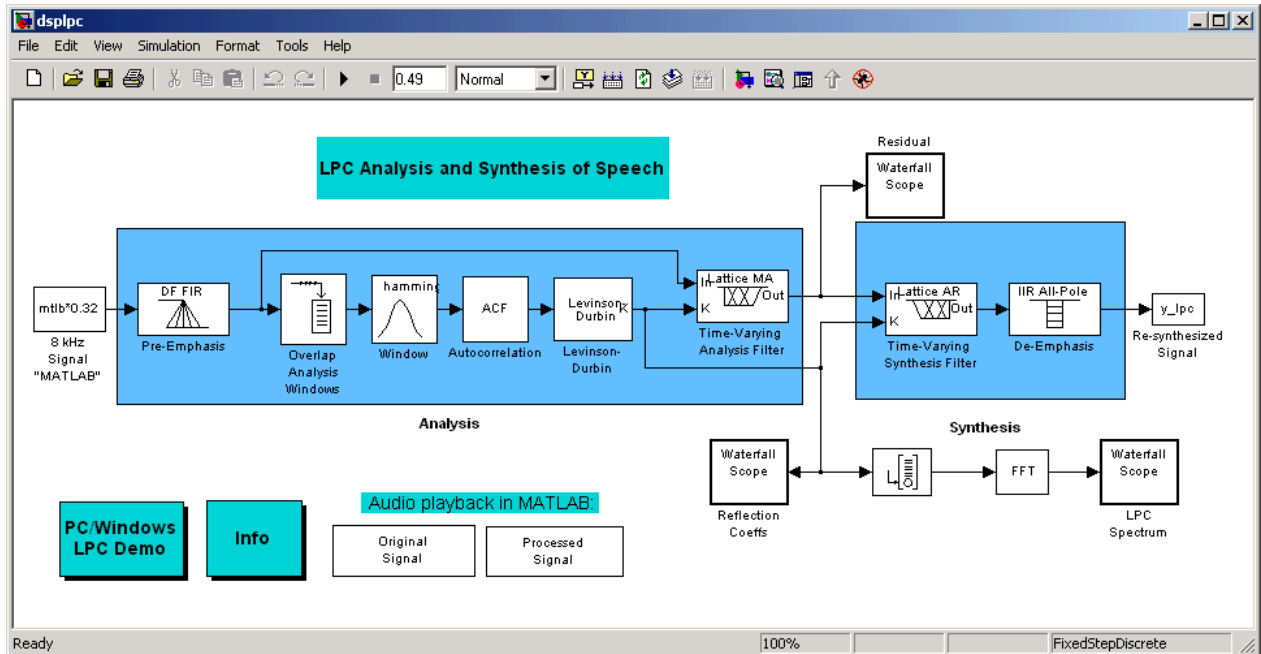 dsplpc
File Edit View Simulation Format Tools Help
0.49 Normal
LPC Analysis and Synthesis of Speech
Residual
Waterfall
Scope
mtlb*0.32
8 kHz
Signal
"MATLAB"
DF FIR
Pre-Emphasis
Overlap
Analysis
Windows
hamming
Window
ACF
Autocorrelation
Levinson
Durbin
K
Levinson-
Durbin
Lattice MA
In
Out
K
Time-Varying
Analysis Filter
Lattice AR
In
Out
K
Time-Varying
Synthesis Filter
IIR All-Pole
De-Emphasis
y_lpc
Re-synthesized
Signal
Analysis
Synthesis
Waterfall
Scope
Reflection
Coeffs
FFT
Waterfall
Scope
LPC
Spectrum
PC/Windows
LPC Demo
Info
Audio playback in MATLAB:
Original
Signal
Processed
Signal
Ready
100%
FixedStepDiscrete